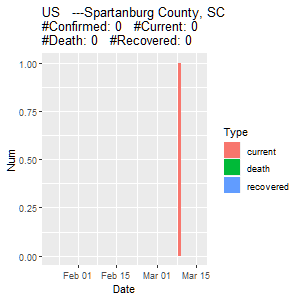 US   ---Spartanburg County, SC
#Confirmed: 0   #Current: 0
#Death: 0   #Recovered: 0
1.00
0.75
0.50
0.25
0.00
Num
Feb 01
Feb 15
Mar 01
Mar 15
Date
Type
current
death
recovered